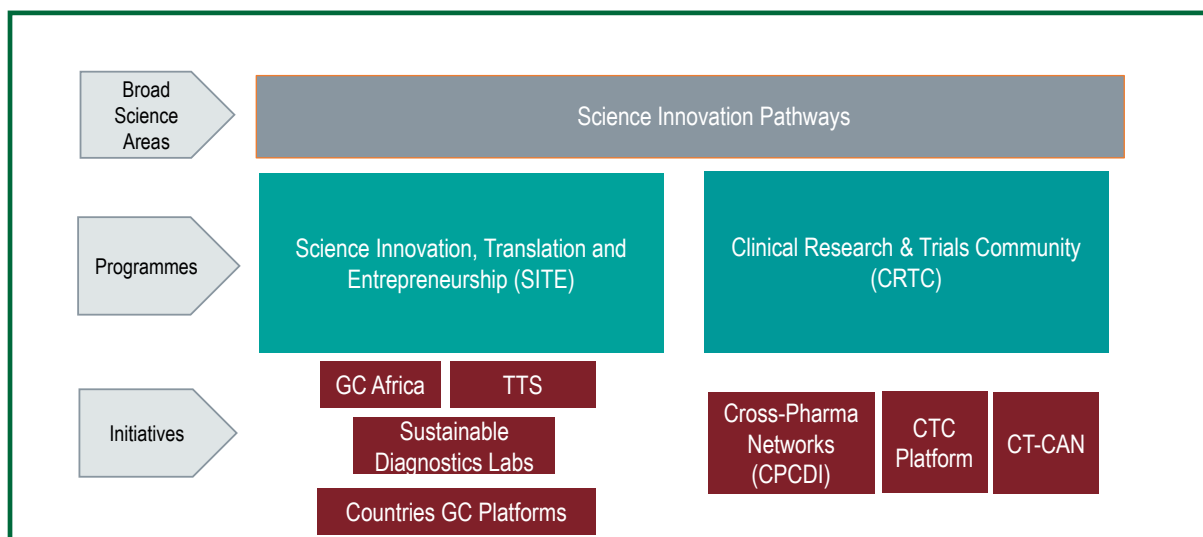 Broad
Science
Areas
Science Innovation Pathways
Programmes
Science Innovation, Translation and
Entrepreneurship (SITE)
Clinical Research & Trials Community
(CRTC)
Initiatives
GC Africa
TTS
Sustainable
Diagnostics Labs
Countries GC Platforms
Cross-Pharma
Networks
(CPCDI)
CTC
Platform
CT-CAN